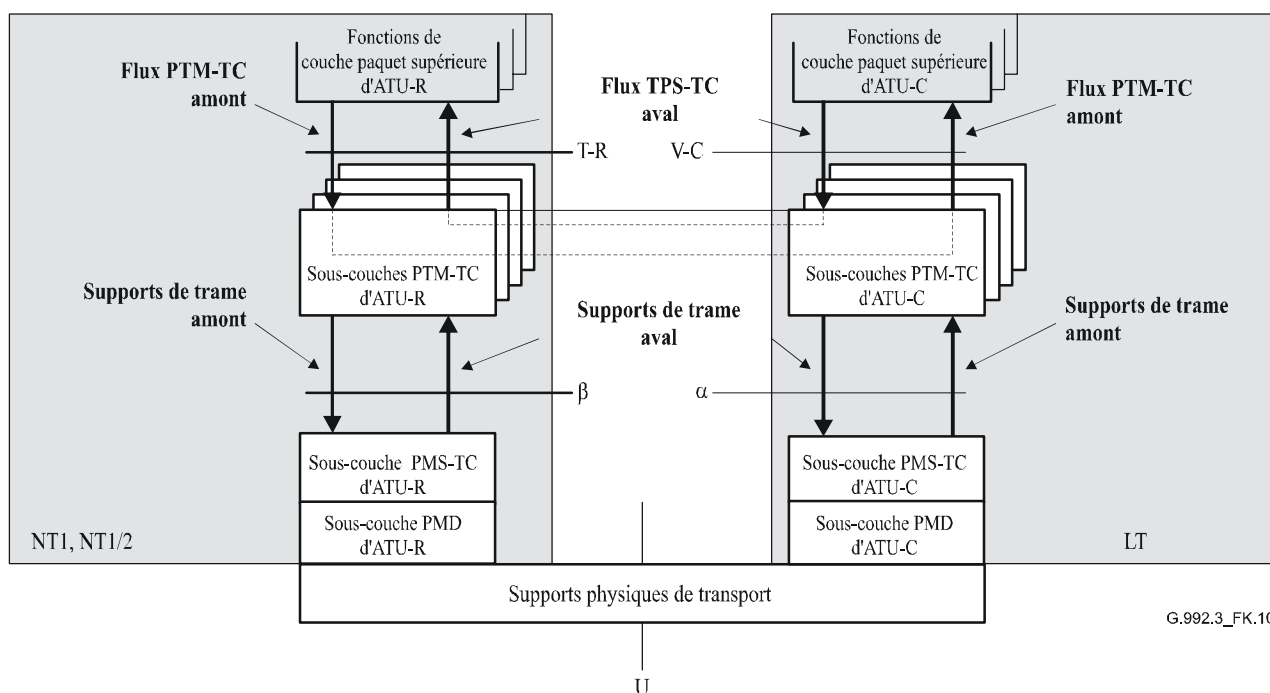 Fonctions de
couche paquet supérieure
d'ATU-R
Fonctions de
couche paquet supérieure
d'ATU-C
Flux PTM-TC
amont
Flux TPS-TC
aval
Flux PTM-TC
amont
T-R
V-C
Sous-couches PTM-TC
d'ATU-R
Sous-couches PTM-TC
d'ATU-C
Supports de trame
amont
Supports de trame
aval
Supports de trame
amont
β
α
Sous-couche PMS-TC
d'ATU-R
Sous-couche PMS-TC
d'ATU-C
Sous-couche PMD
d'ATU-R
Sous-couche PMD
d'ATU-C
NT1, NT1/2
LT
Supports physiques de transport
G.992.3_FK.10
U